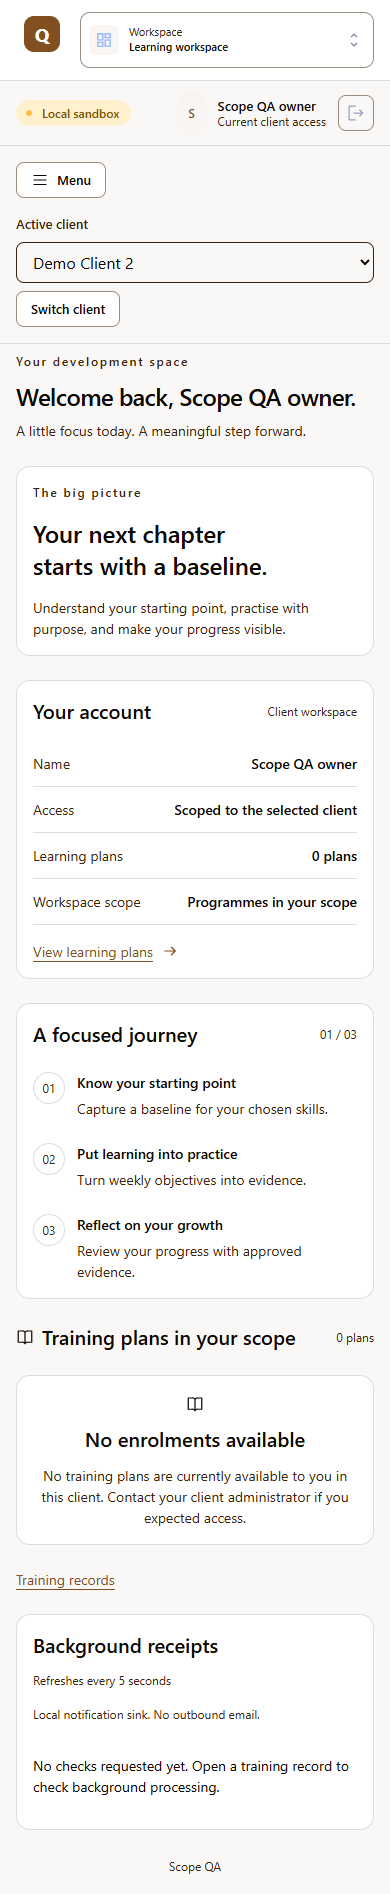 Q
Workspace
Learning workspace
Local sandbox
S
Scope QA owner
Current client access
Menu
Active client
Demo Client 2
Switch client
Your development space
Welcome back, Scope QA owner.
A little focus today. A meaningful step forward.
The big picture
Your next chapter
starts with a baseline.
Understand your starting point, practise with
purpose, and make your progress visible.
Your account
Client workspace
Name
Scope QA owner
Access
Scoped to the selected client
Learning plans
0 plans
Workspace scope
Programmes in your scope
View learning plans →
A focused journey
01 / 03
01
Know your starting point
Capture a baseline for your chosen skills.
02
Put learning into practice
Turn weekly objectives into evidence.
03
Reflect on your growth
Review your progress with approved
evidence.
Training plans in your scope
0 plans
No enrolments available
No training plans are currently available to you in
this client. Contact your client administrator if you
expected access.
Training records
Background receipts
Refreshes every 5 seconds
Local notification sink. No outbound email.
No checks requested yet. Open a training record to
check background processing.
Scope QA